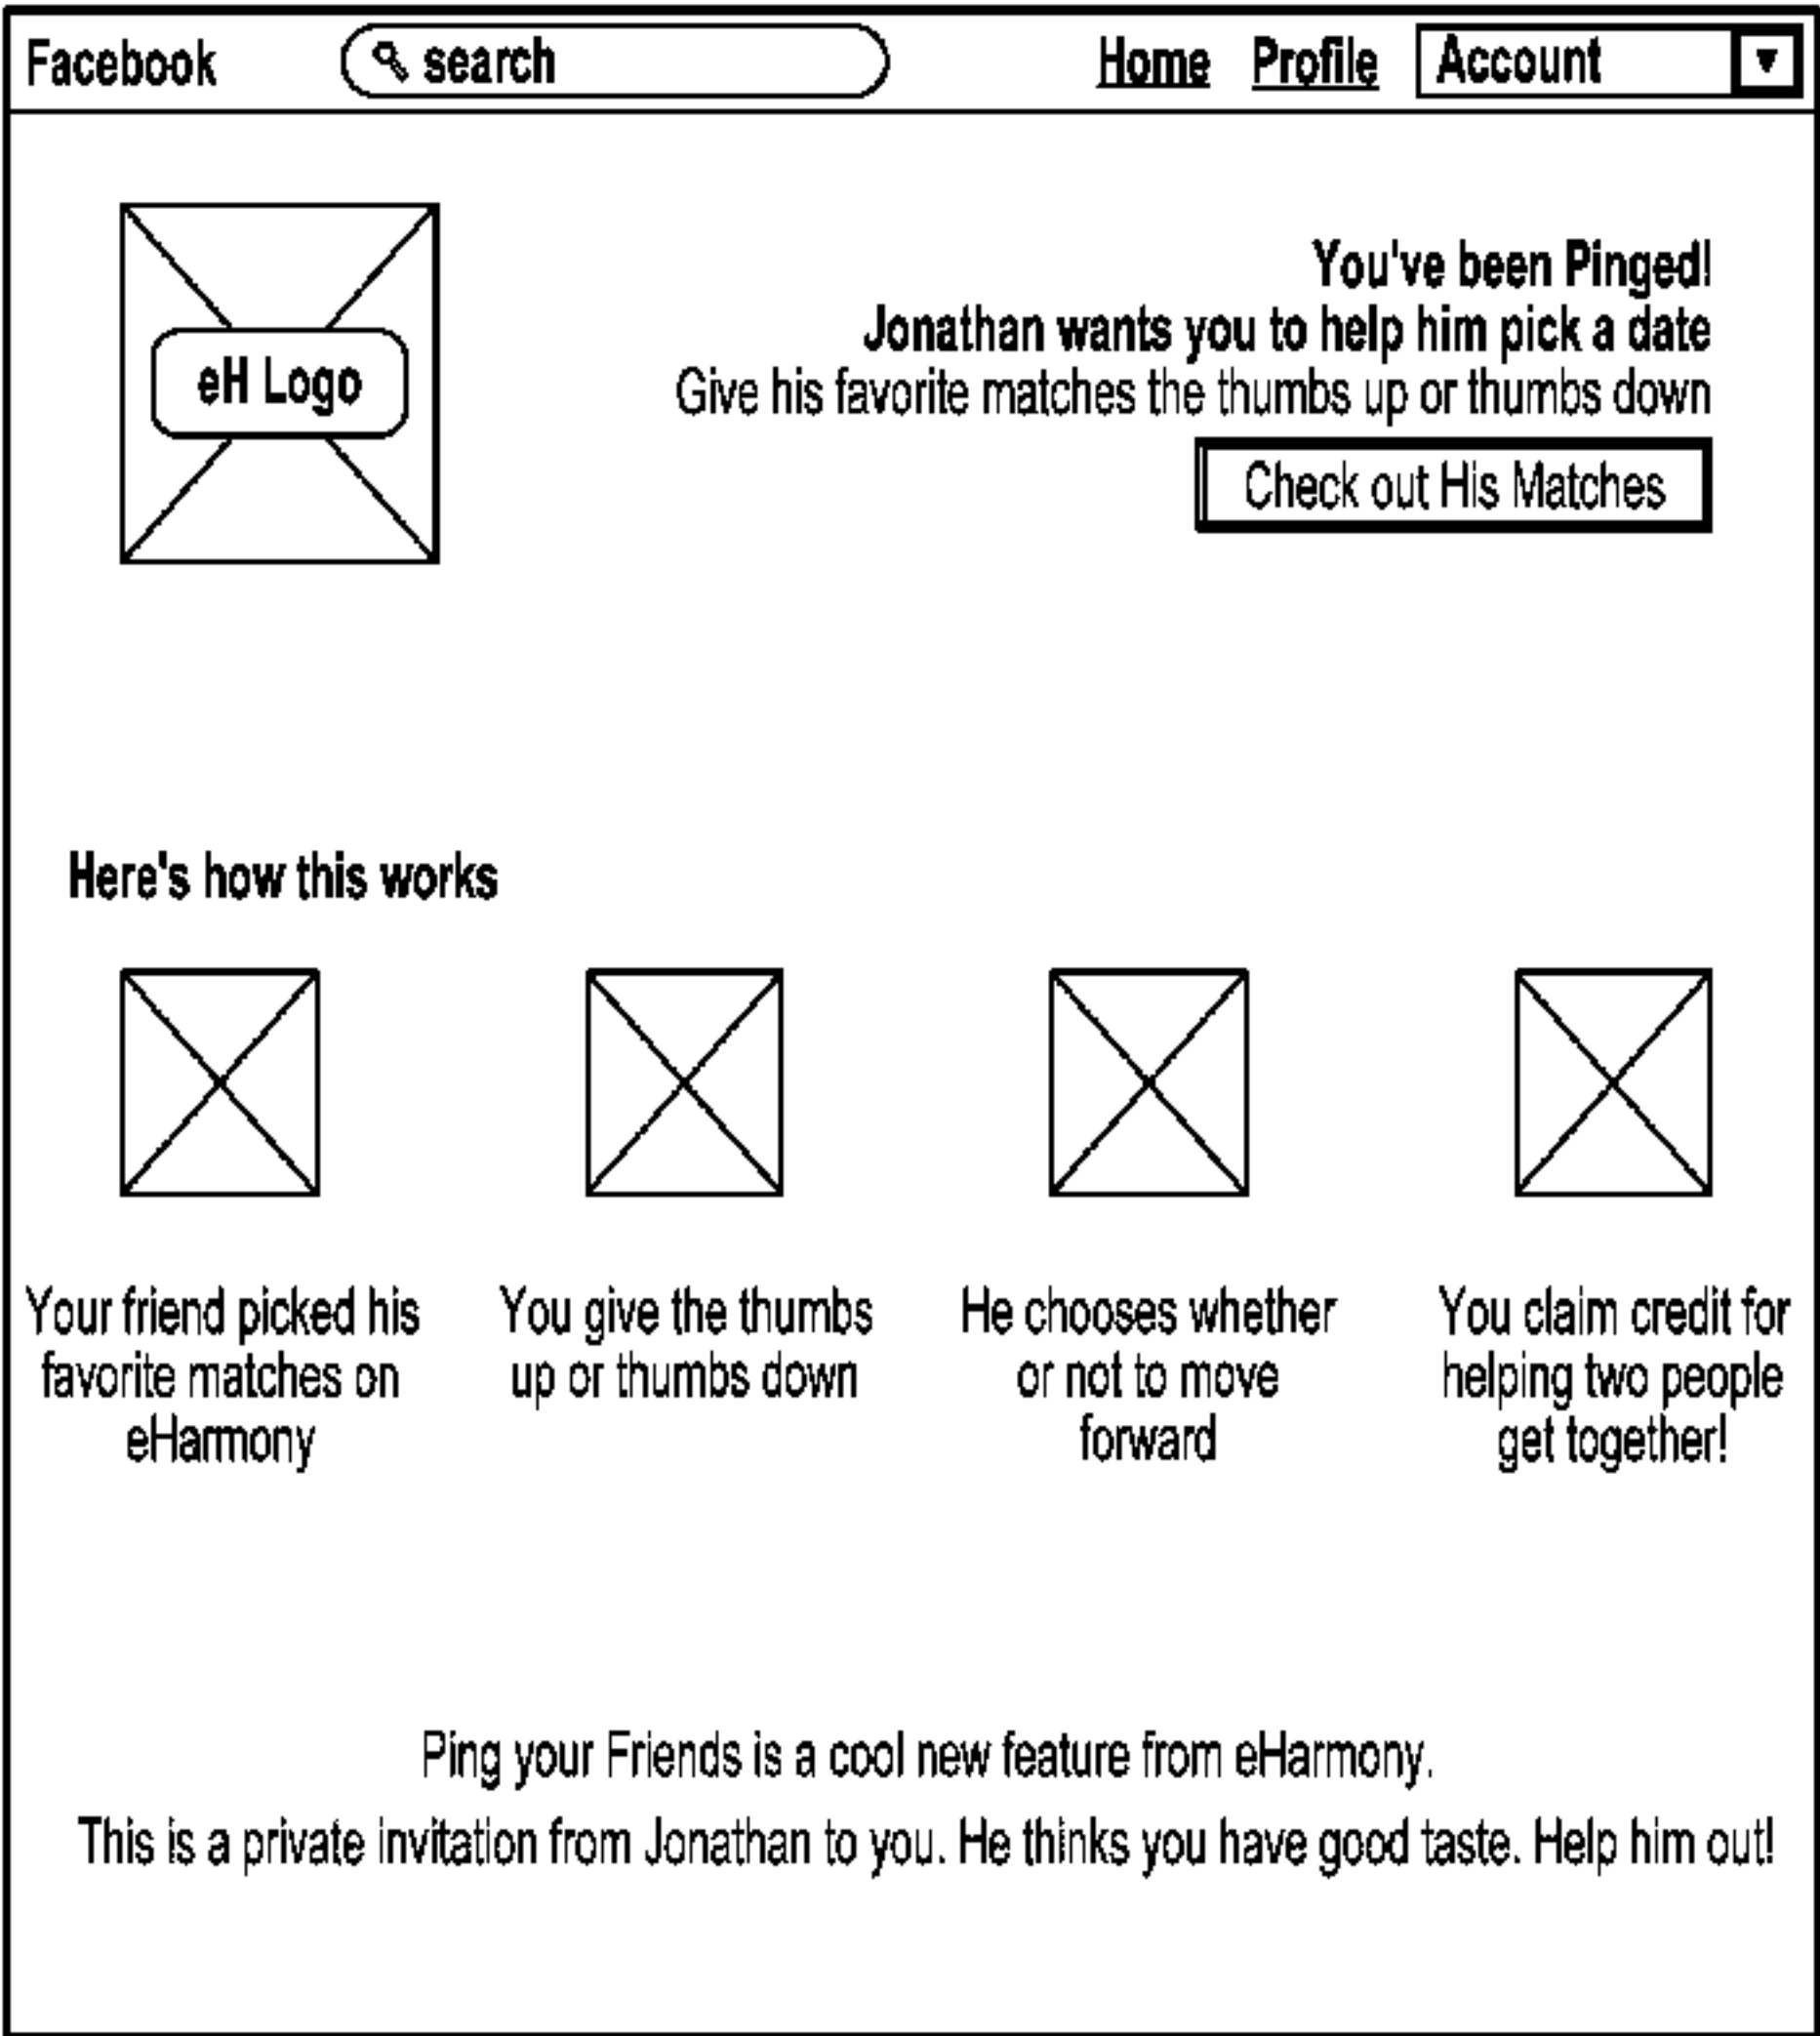 Facebook search Home Profile Account
eH Logo
You've been Pinged!
Jonathan wants you to help him pick a date
Give his favorite matches the thumbs up or thumbs down
Check out His Matches
Here's how this works
Your friend picked his
favorite matches on
eHarmony
You give the thumbs
up or thumbs down
He chooses whether
or not to move
forward
You claim credit for
helping two people
get together!
Ping your Friends is a cool new feature from eHarmony.
This is a private invitation from Jonathan to you. He thinks you have good taste. Help him out!